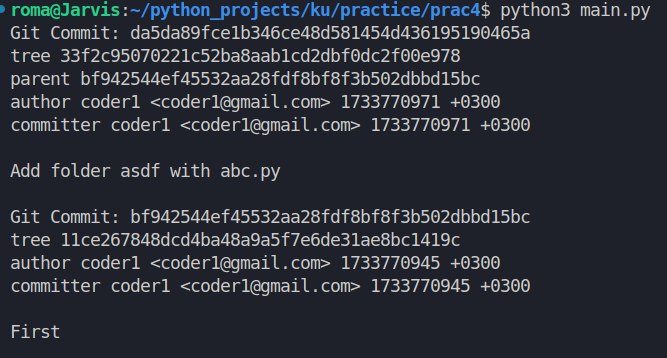 roma@Jarvis:~/python_projects/ku/practice/prac4$ python3 main.py
Git Commit: da5da89fce1b346ce48d581454d436195190465a
tree 33f2c95070221c52ba8aab1cd2dbf0dc2f00e978
parent bf942544ef45532aa28fdf8bf8f3b502dbbd15bc
author coder1 <coder1@gmail.com> 1733770971 +0300
committer coder1 <coder1@gmail.com> 1733770971 +0300
Add folder asdf with abc.py
Git Commit: bf942544ef45532aa28fdf8bf8f3b502dbbd15bc
tree 11ce267848dcd4ba48a9a5f7e6de31ae8bc1419c
author coder1 <coder1@gmail.com> 1733770945 +0300
committer coder1 <coder1@gmail.com> 1733770945 +0300
First